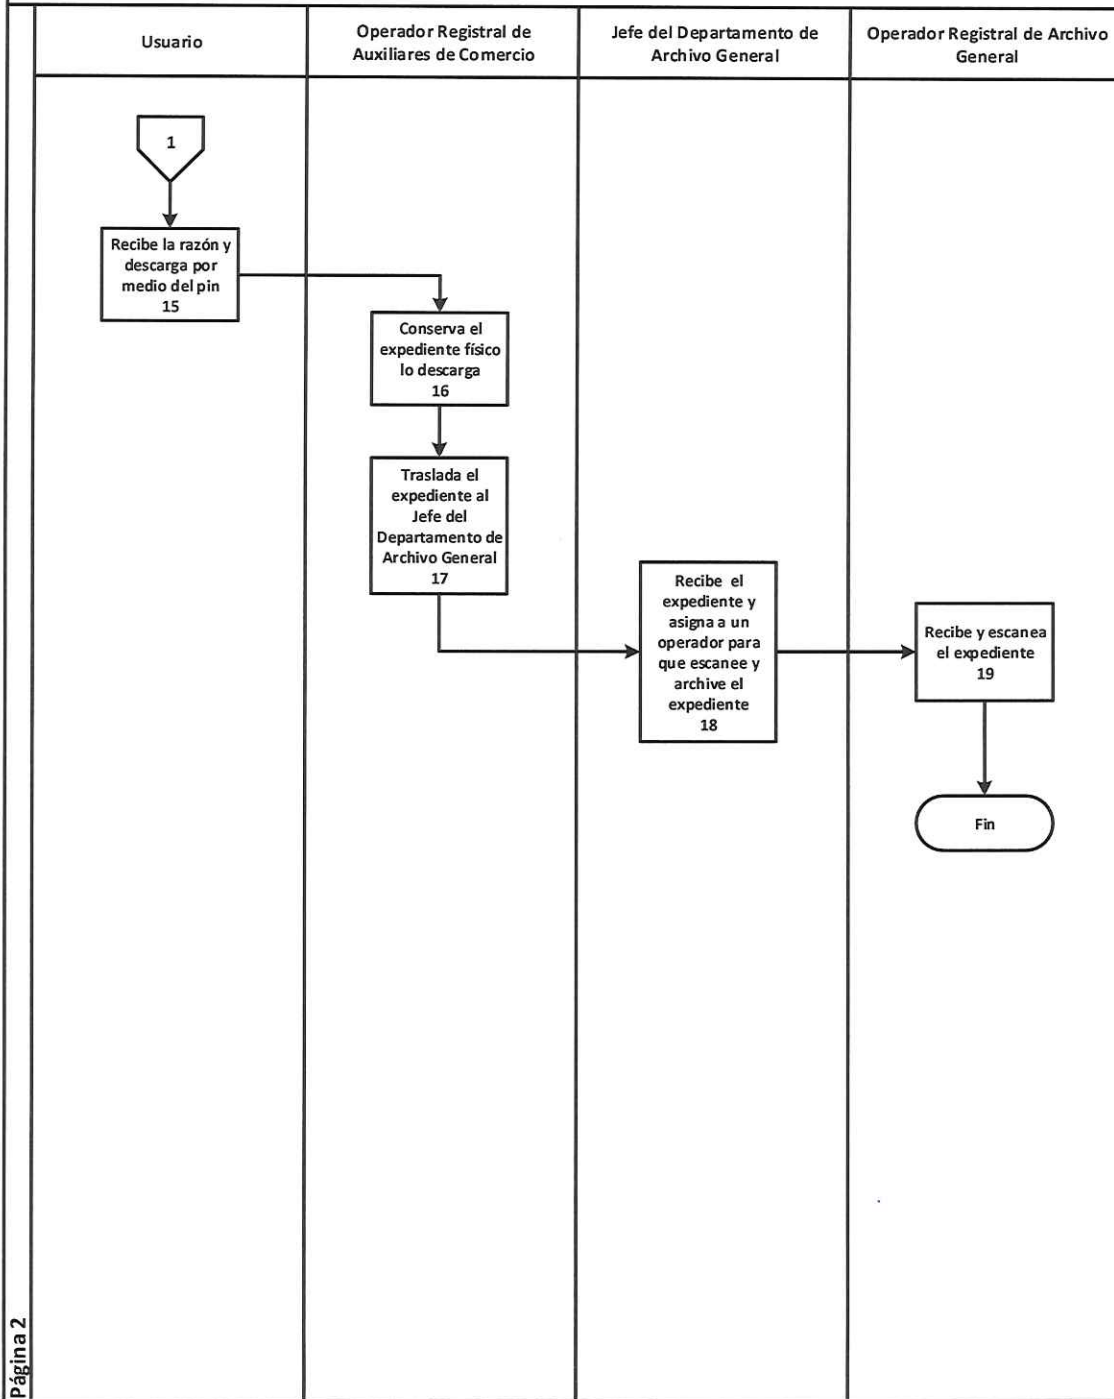 Usuario
Operador Registral de
Auxiliares de Comercio
Jefe del Departamento de
Archivo General
Operador Registral de Archivo
General
1
Recibe la razón y
descarga por
medio del pin
15
Conserva el
expediente físico
lo descarga
16
Traslada el
expediente al
Jefe del
Departamento de
Archivo General
17
Recibe el
expediente y
asigna a un
operador para
que escanee y
archive el
expediente
18
Recibe y escanea
el expediente
19
Fin
Página 2